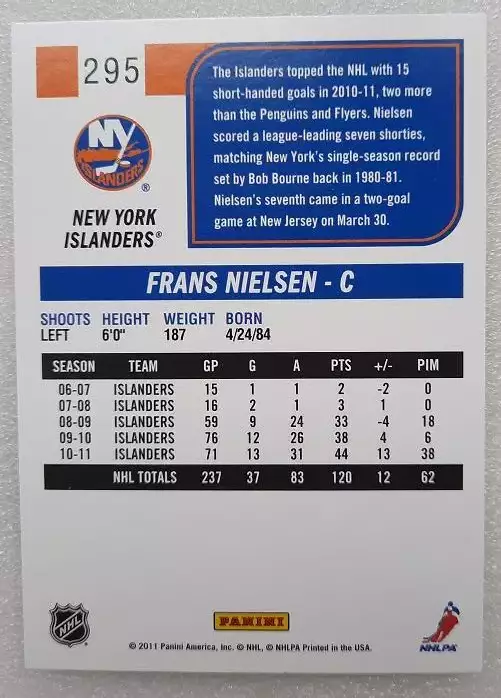 295
The Islanders topped the NHL with 15
short-handed goals in 2010-11, two more
than the Penguins and Flyers. Nielsen
scored a league-leading seven shorties,
matching New York's single-season record
set by Bob Bourne back in 1980-81.
Nielsen's seventh came in a two-goal
game at New Jersey on March 30.
NY
ISLANDERS
®
NEW YORK
ISLANDERS®
FRANS NIELSEN - C
SHOOTS HEIGHT WEIGHT BORN
LEFT 6'0" 187 4/24/84
SEASON TEAM GP G A PTS +/- PIM
06-07 ISLANDERS 15 1 1 2 -2 0
07-08 ISLANDERS 16 2 1 3 1 0
08-09 ISLANDERS 59 9 24 33 -4 18
09-10 ISLANDERS 76 12 26 38 4 6
10-11 ISLANDERS 71 13 31 44 13 38
NHL TOTALS 237 37 83 120 12 62
NHL
PANINI
NHLPA
© 2011 Panini America, Inc. © NHL, © NHLPA Printed in the USA.